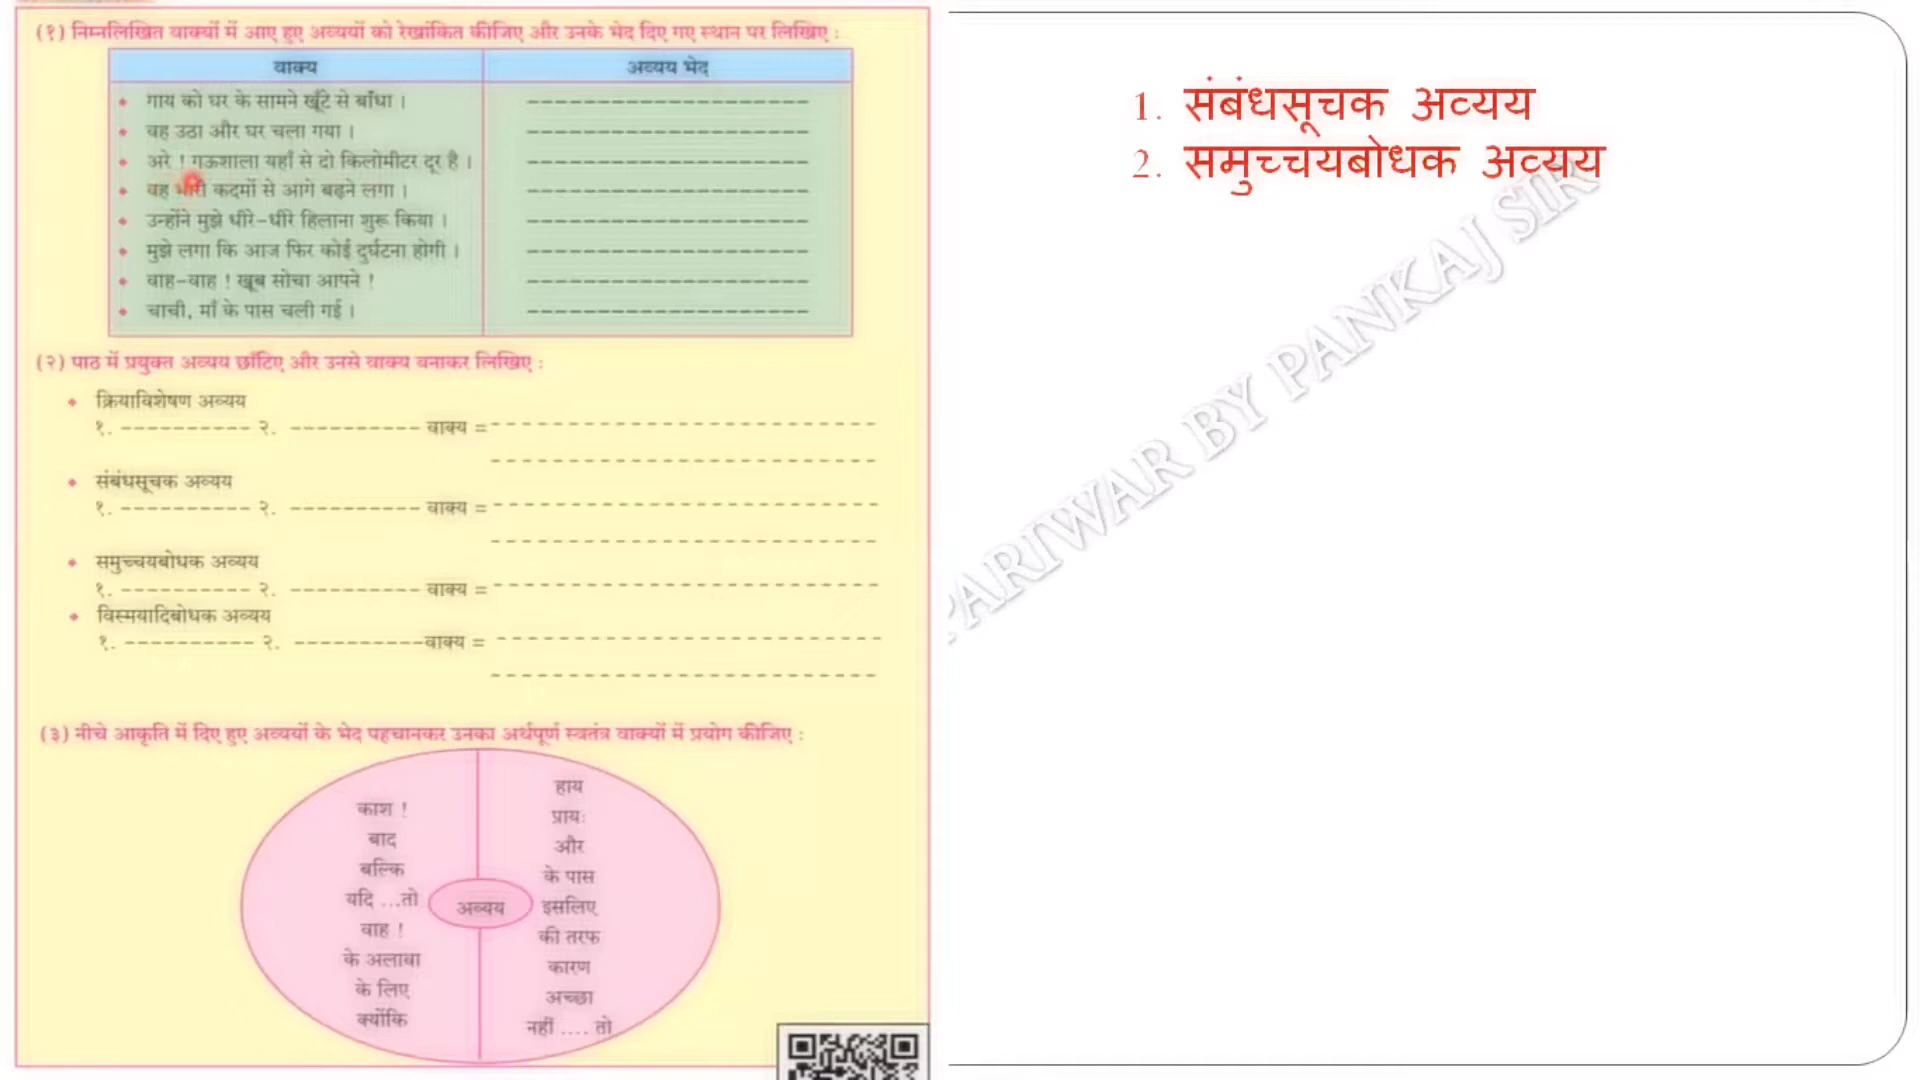 (१) निम्नलिखित वाक्यों में आए हुए अव्ययों को रेखांकित कीजिए और उनके भेद दिए गए स्थान पर लिखिए :
वाक्य अव्यय भेद
गाय को घर के सामने खूँटे से बाँधा ।
वह उठा और घर चला गया ।
अरे ! गऊशाला यहाँ से दो किलोमीटर दूर है ।
वह भारी कदमों से आगे बढ़ने लगा ।
उन्होंने मुझे धीरे-धीरे हिलाना शुरू किया ।
मुझे लगा कि आज फिर कोई दुर्घटना होगी ।
वाह-वाह ! खूब सोचा आपने !
चाची, माँ के पास चली गई ।
(२) पाठ में प्रयुक्त अव्यय छाँटिए और उनसे वाक्य बनाकर लिखिए :
क्रियाविशेषण अव्यय
१. ---------- २. ---------- वाक्य =
संबंधसूचक अव्यय
१. ---------- २. ---------- वाक्य =
समुच्चयबोधक अव्यय
१. ---------- २. ---------- वाक्य =
विस्मयादिबोधक अव्यय
१. ---------- २. ----------वाक्य =
(३) नीचे आकृति में दिए हुए अव्ययों के भेद पहचानकर उनका अर्थपूर्ण स्वतंत्र वाक्यों में प्रयोग कीजिए :
काश !
बाद
बल्कि
यदि ...तो
वाह !
के अलावा
के लिए
क्योंकि
अव्यय
हाय
प्रायः
और
के पास
इसलिए
की तरफ
कारण
अच्छा
नहीं .... तो
1. संबंधसूचक अव्यय
2. समुच्चयबोधक अव्यय
PARIWAR BY PANKAJ SIR